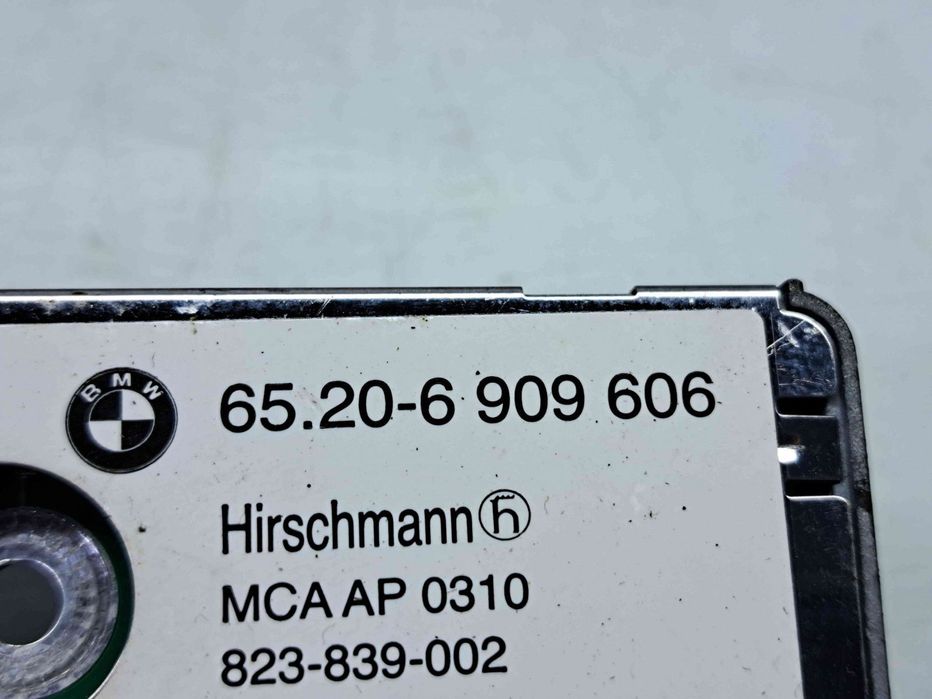 BMW 65.20-6 909 606
Hirschmann h
MCA AP 0310
823-839-002